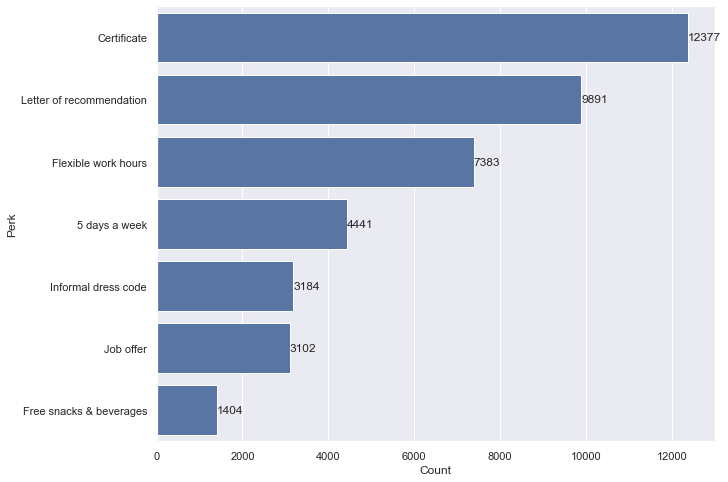 Certificate
12377
Letter of recommendation
9891
Flexible work hours
7383
5 days a week
4441
Informal dress code
3184
Job offer
3102
Free snacks & beverages
1404
Perk
0 2000 4000 6000 8000 10000 12000
Count